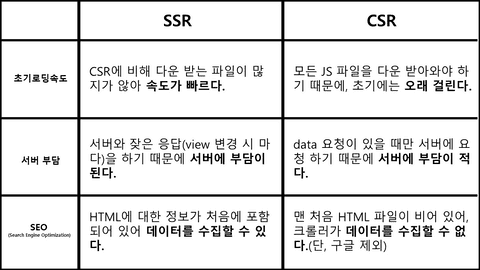 SSR
CSR
초기로딩속도
CSR에 비해 다운 받는 파일이 많
지가 않아 속도가 빠르다.
모든 JS 파일을 다운 받아와야 하
기 때문에, 초기에는 오래 걸린다.
서버 부담
서버와 잦은 응답(view 변경 시 마
다)을 하기 때문에 서버에 부담이
된다.
data 요청이 있을 때만 서버에 요
청 하기 때문에 서버에 부담이 적
다.
SEO
(Search Engine Optimization)
HTML에 대한 정보가 처음에 포함
되어 있어 데이터를 수집할 수 있
다.
맨 처음 HTML 파일이 비어 있어,
크롤러가 데이터를 수집할 수 없
다.(단, 구글 제외)